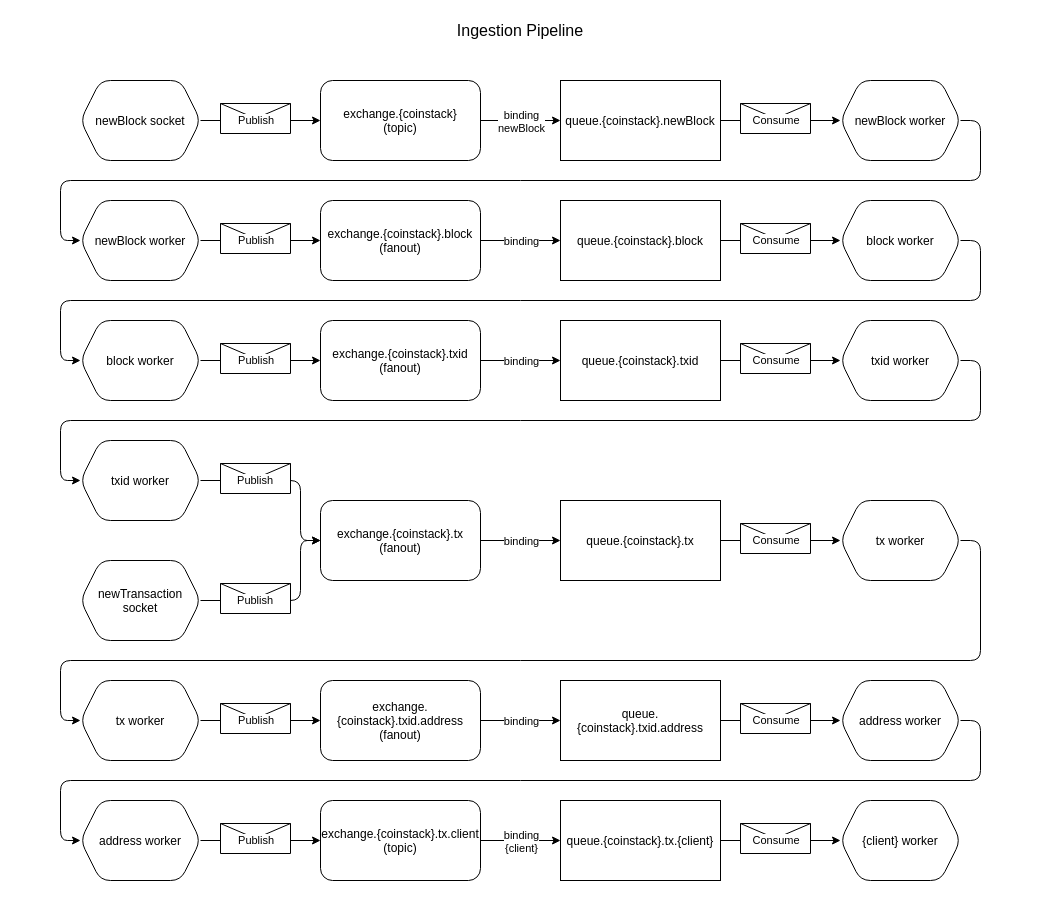 Ingestion Pipeline
newBlock socket
Publish
exchange.{coinstack}
(topic)
binding
newBlock
queue.{coinstack}.newBlock
Consume
newBlock worker
newBlock worker
Publish
exchange.{coinstack}.block
(fanout)
binding
queue.{coinstack}.block
Consume
block worker
block worker
Publish
exchange.{coinstack}.txid
(fanout)
binding
queue.{coinstack}.txid
Consume
txid worker
txid worker
Publish
newTransaction
socket
Publish
exchange.{coinstack}.tx
(fanout)
binding
queue.{coinstack}.tx
Consume
tx worker
tx worker
Publish
exchange.
{coinstack}.txid.address
(fanout)
binding
queue.
{coinstack}.txid.address
Consume
address worker
address worker
Publish
exchange.{coinstack}.tx.client
(topic)
binding
{client}
queue.{coinstack}.tx.{client}
Consume
{client} worker